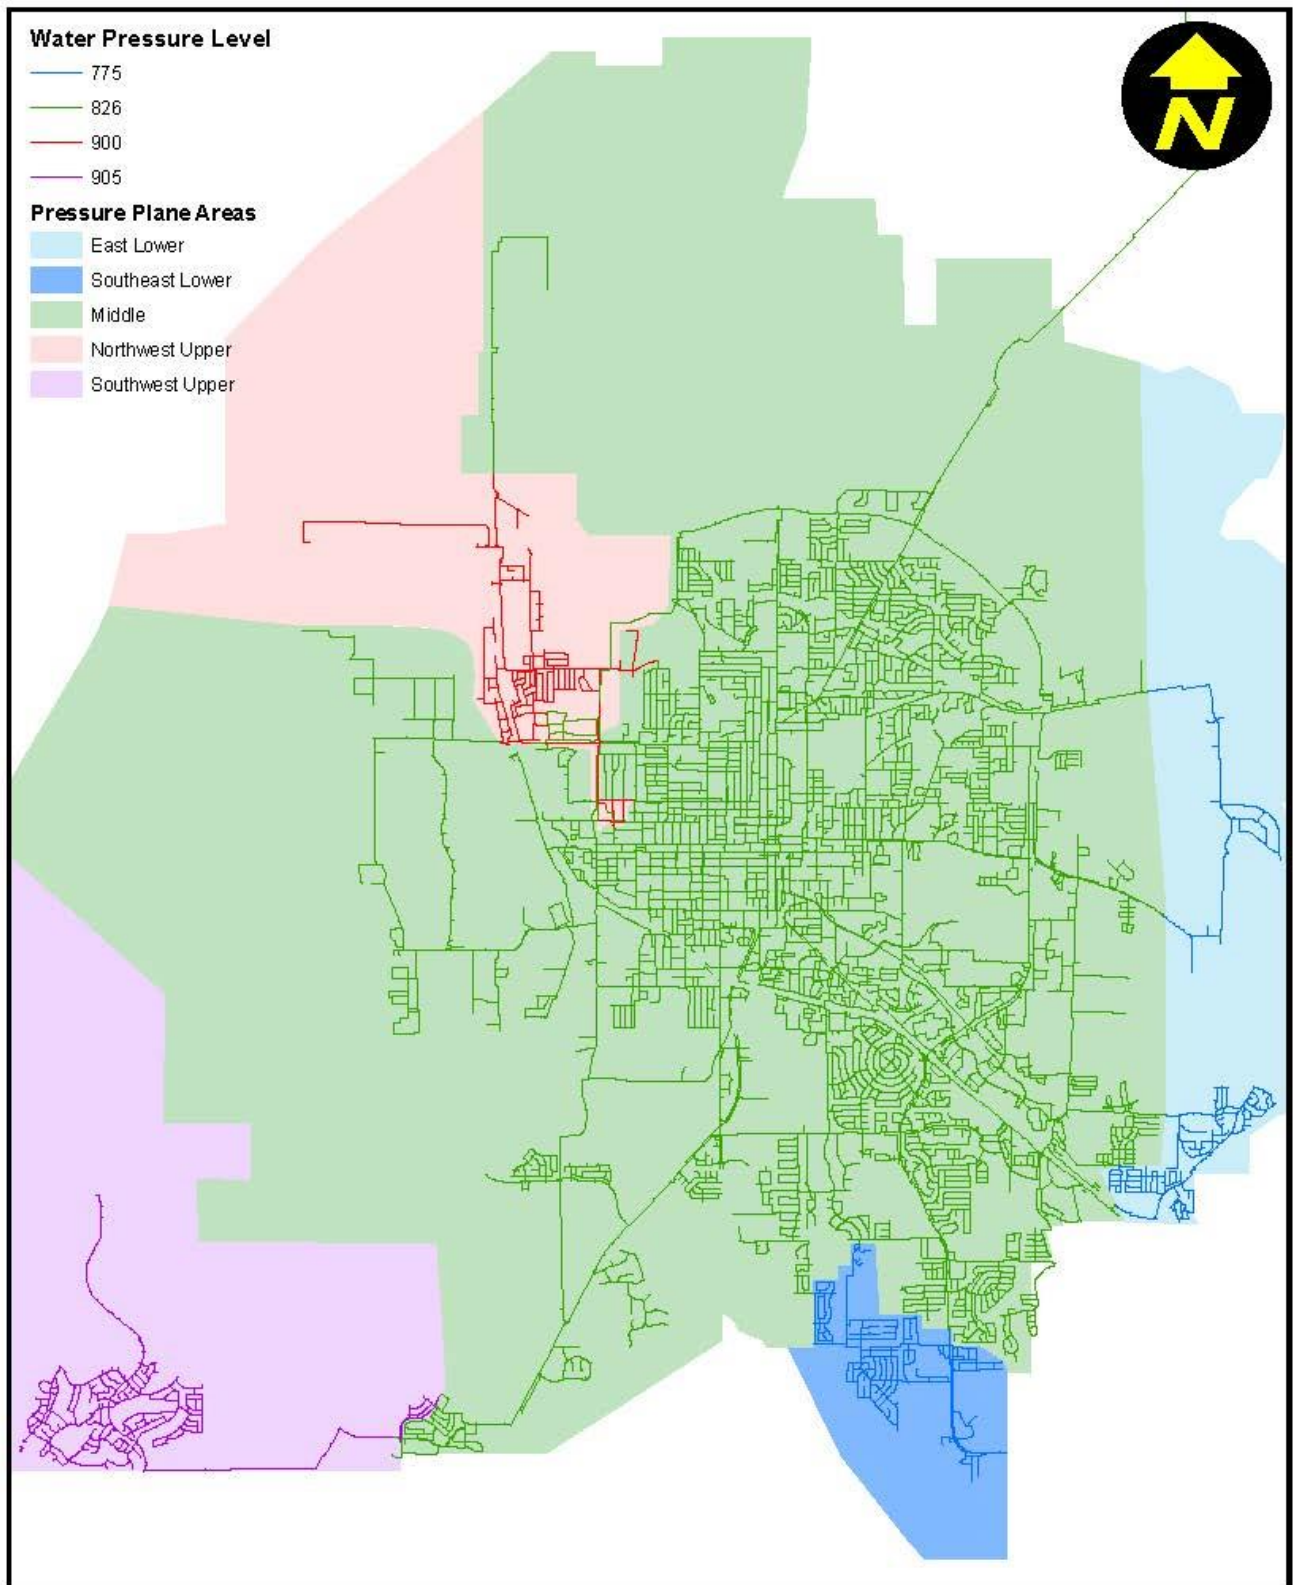 Water Pressure Level
775
826
900
905
Pressure Plane Areas
East Lower
Southeast Lower
Middle
Northwest Upper
Southwest Upper
N